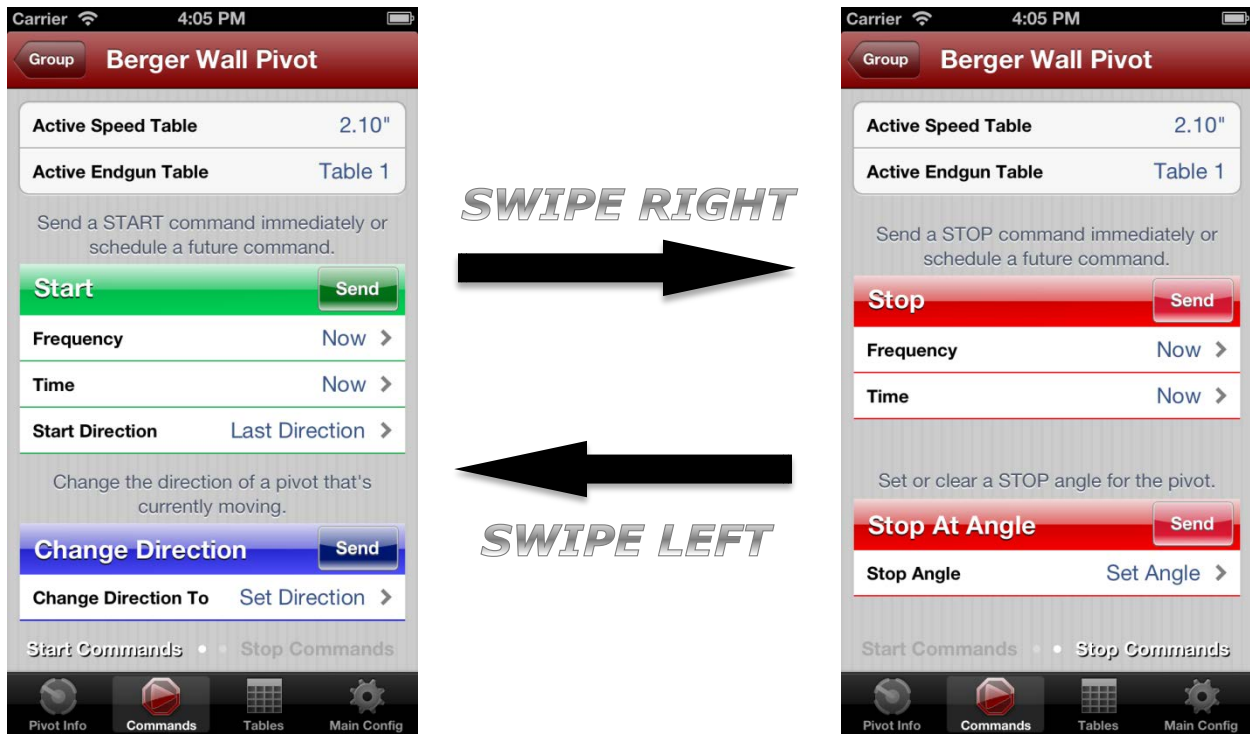 Carrier 4:05 PM
Group Berger Wall Pivot
Active Speed Table 2.10"
Active Endgun Table Table 1
Send a START command immediately or
schedule a future command.
Start Send
Frequency Now
Time Now
Start Direction Last Direction
Change the direction of a pivot that's
currently moving.
Change Direction Send
Change Direction To Set Direction
Start Commands Stop Commands
Pivot Info Commands Tables Main Config
SWIPE RIGHT
SWIPE LEFT
Carrier 4:05 PM
Group Berger Wall Pivot
Active Speed Table 2.10"
Active Endgun Table Table 1
Send a STOP command immediately or
schedule a future command.
Stop Send
Frequency Now
Time Now
Set or clear a STOP angle for the pivot.
Stop At Angle Send
Stop Angle Set Angle
Start Commands Stop Commands
Pivot Info Commands Tables Main Config